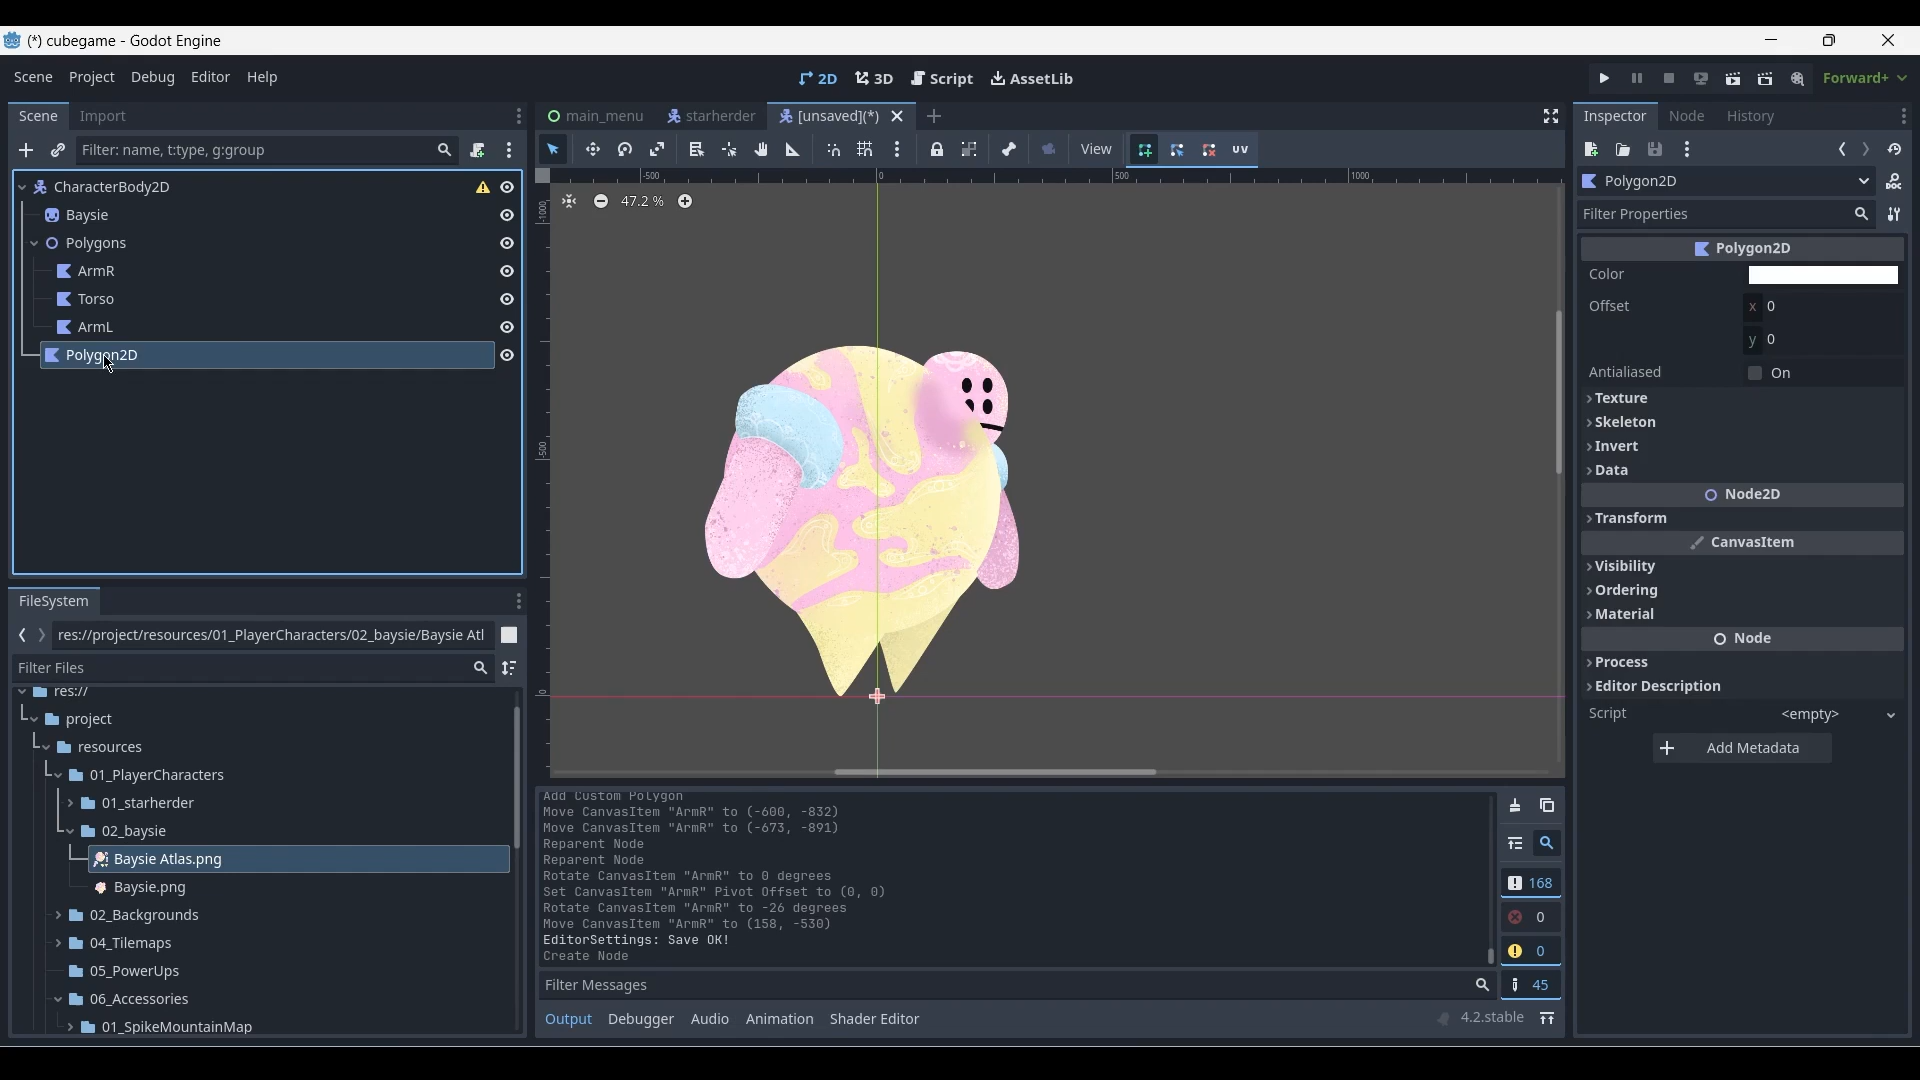 (*) cubegame - Godot Engine
Scene Project Debug Editor Help
2D 3D Script AssetLib
Forward+
Scene Import
Filter: name, t:type, g:group
CharacterBody2D
Baysie
Polygons
ArmR
Torso
ArmL
Polygon2D
FileSystem
res://project/resources/01_PlayerCharacters/02_baysie/Baysie Atl
Filter Files
res://
project
resources
01_PlayerCharacters
01_starherder
02_baysie
Baysie Atlas.png
Baysie.png
02_Backgrounds
04_Tilemaps
05_PowerUps
06_Accessories
01_SpikeMountainMap
main_menu starherder [unsaved](*)
View UV
-500 0 500 1000
-1000
-500
0
47.2 %
Add Custom Polygon
Move CanvasItem "ArmR" to (-600, -832)
Move CanvasItem "ArmR" to (-673, -891)
Reparent Node
Reparent Node
Rotate CanvasItem "ArmR" to 0 degrees
Set CanvasItem "ArmR" Pivot Offset to (0, 0)
Rotate CanvasItem "ArmR" to -26 degrees
Move CanvasItem "ArmR" to (158, -530)
EditorSettings: Save OK!
Create Node
168
0
0
45
Filter Messages
Output Debugger Audio Animation Shader Editor
4.2.stable
Inspector Node History
Polygon2D
Filter Properties
Polygon2D
Color
Offset x 0
y 0
Antialiased On
Texture
Skeleton
Invert
Data
Node2D
Transform
CanvasItem
Visibility
Ordering
Material
Node
Process
Editor Description
Script <empty>
Add Metadata